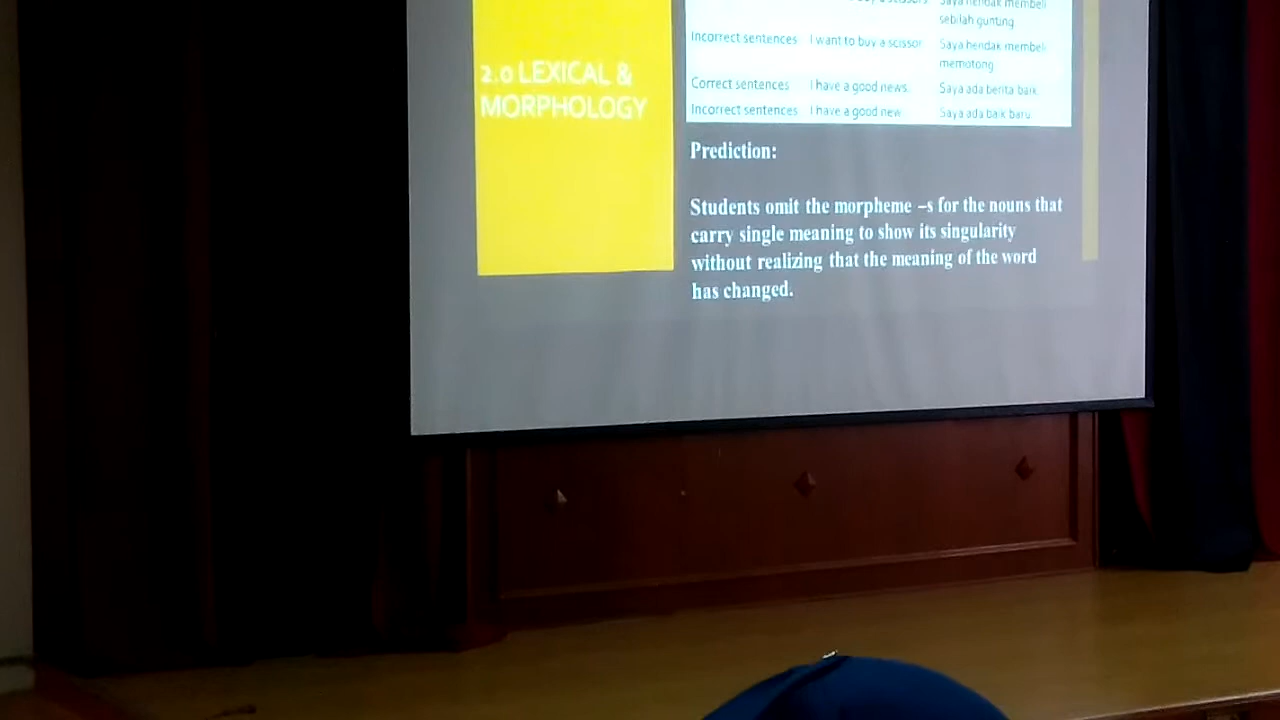 2.0 LEXICAL &
MORPHOLOGY
Saya hendak membeli
sebilah gunting.
Incorrect sentences I want to buy a scissor. Saya hendak membeli
memotong.
Correct sentences I have a good news. Saya ada berita baik.
Incorrect sentences I have a good new. Saya ada baik baru.
Prediction:
Students omit the morpheme –s for the nouns that
carry single meaning to show its singularity
without realizing that the meaning of the word
has changed.